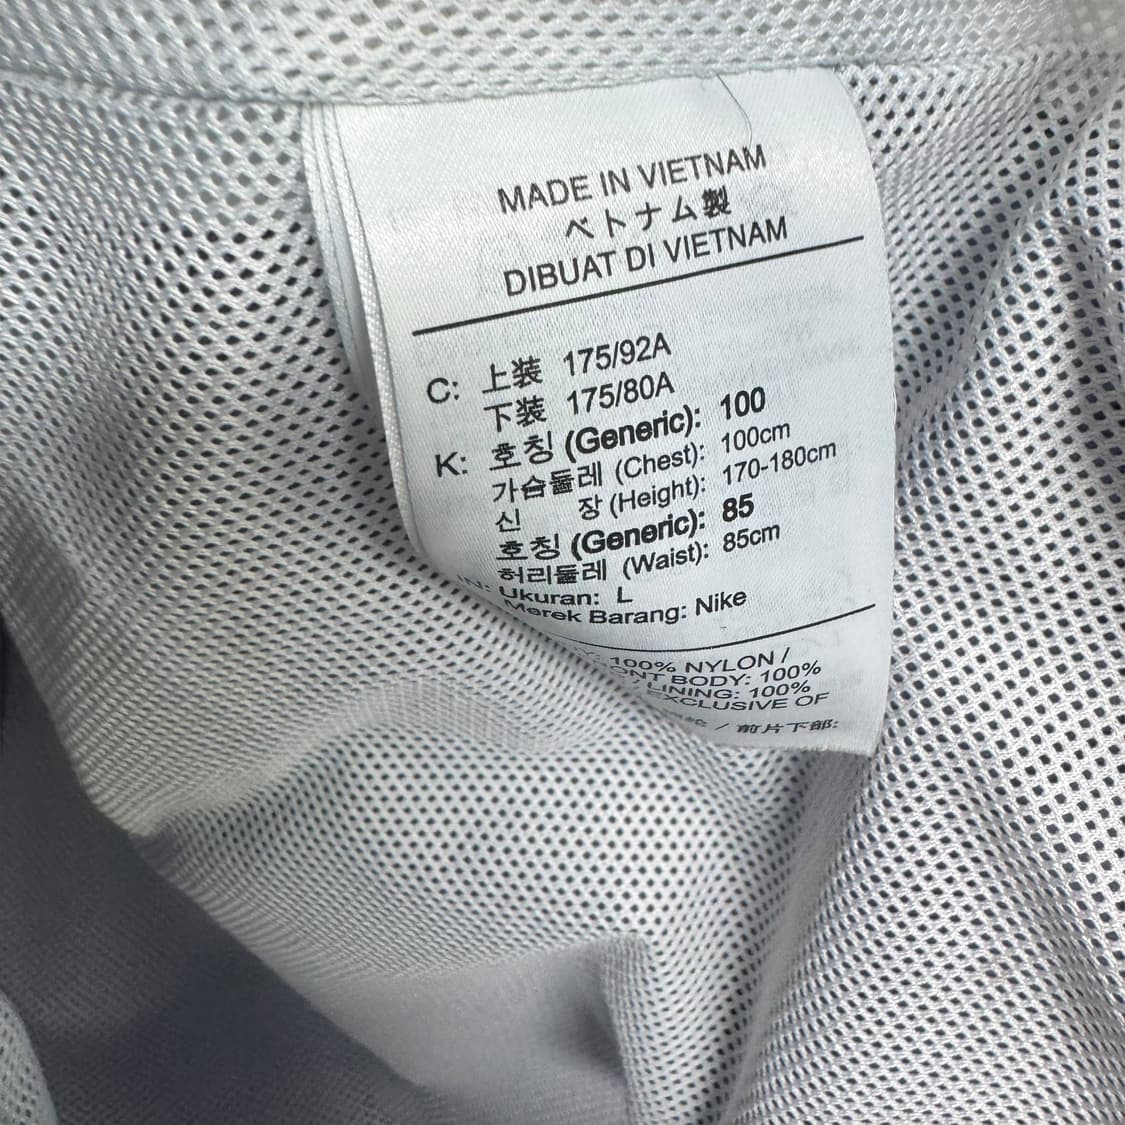 MADE IN VIETNAM
ベトナム製
DIBUAT DI VIETNAM
C: 上装 175/92A
下装 175/80A
K: 호칭 (Generic): 100
가슴둘레 (Chest): 100cm
신 장 (Height): 170-180cm
호칭 (Generic): 85
허리둘레 (Waist): 85cm
Ukuran: L
Merek Barang: Nike
100% NYLON /
BODY: 100%
/ LINING: 100%
EXCLUSIVE OF
/ 前片下部: